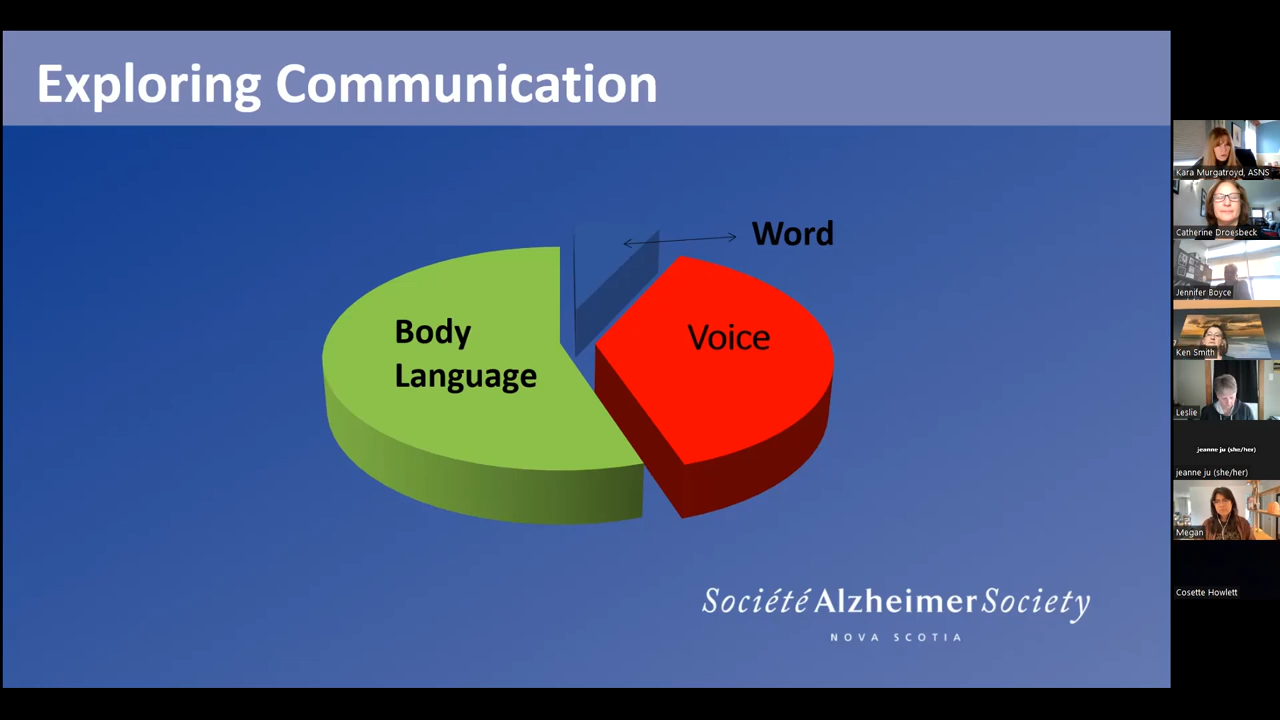 Exploring Communication
Word
Body
Language
Voice
Société Alzheimer Society
NOVA SCOTIA
Kara Murgatroyd, ASNS
Catherine Droesbeck
Jennifer Boyce
Ken Smith
Leslie
jeanne ju (she/her)
jeanne ju (she/her)
Megan
Cosette Howlett